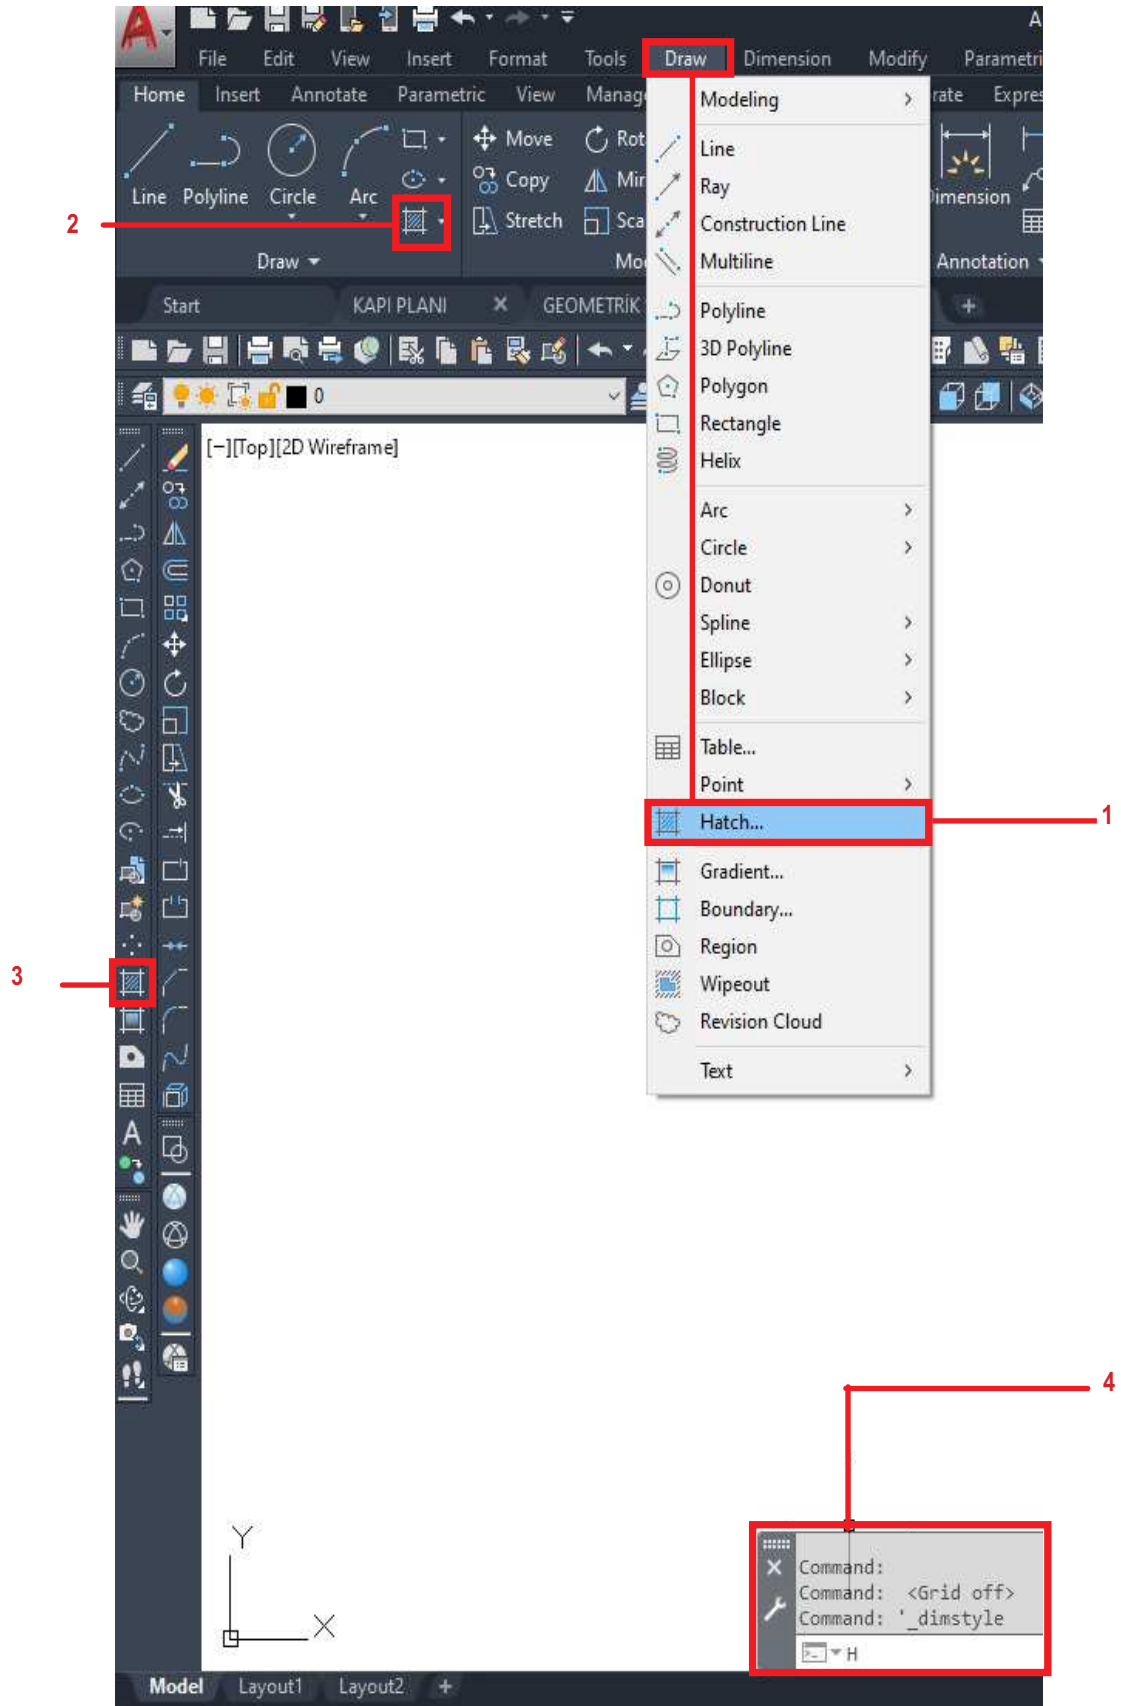 A
File Edit View Insert Format Tools Draw Dimension Modify Parametri
Home Insert Annotate Parametric View Manag rate Expres
Line Polyline Circle Arc
Move Rot
Copy Mir
Stretch Sca
imension
2
Draw Mo Annotation
Start KAPI PLANI GEOMETRİK +
0
[−][Top][2D Wireframe]
Modeling
Line
Ray
Construction Line
Multiline
Polyline
3D Polyline
Polygon
Rectangle
Helix
Arc
Circle
Donut
Spline
Ellipse
Block
Table...
Point
Hatch...
1
Gradient...
Boundary...
Region
Wipeout
Revision Cloud
Text
3
A
4
Y
X
Command:
Command: <Grid off>
Command: '_dimstyle
H
Model Layout1 Layout2 +